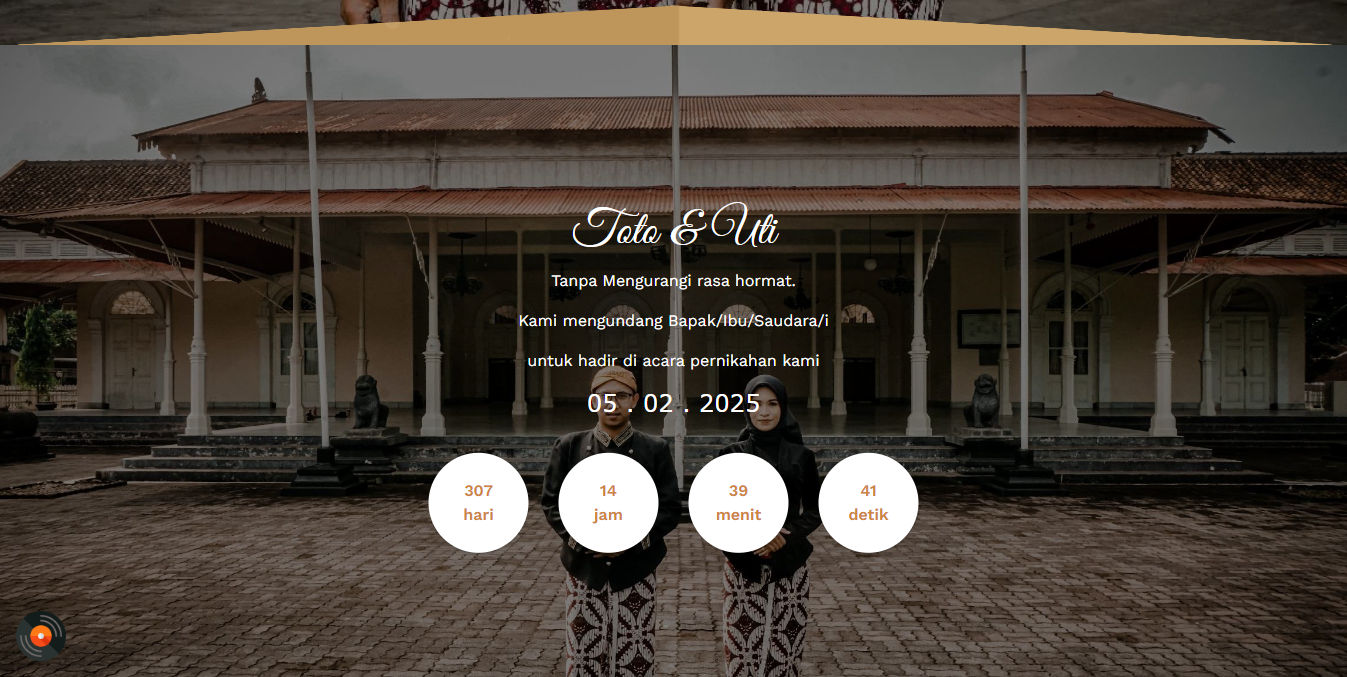 Toto & Uti
Tanpa Mengurangi rasa hormat.
Kami mengundang Bapak/Ibu/Saudara/i
untuk hadir di acara pernikahan kami
05 . 02 . 2025
307 14 39 41
hari jam menit detik